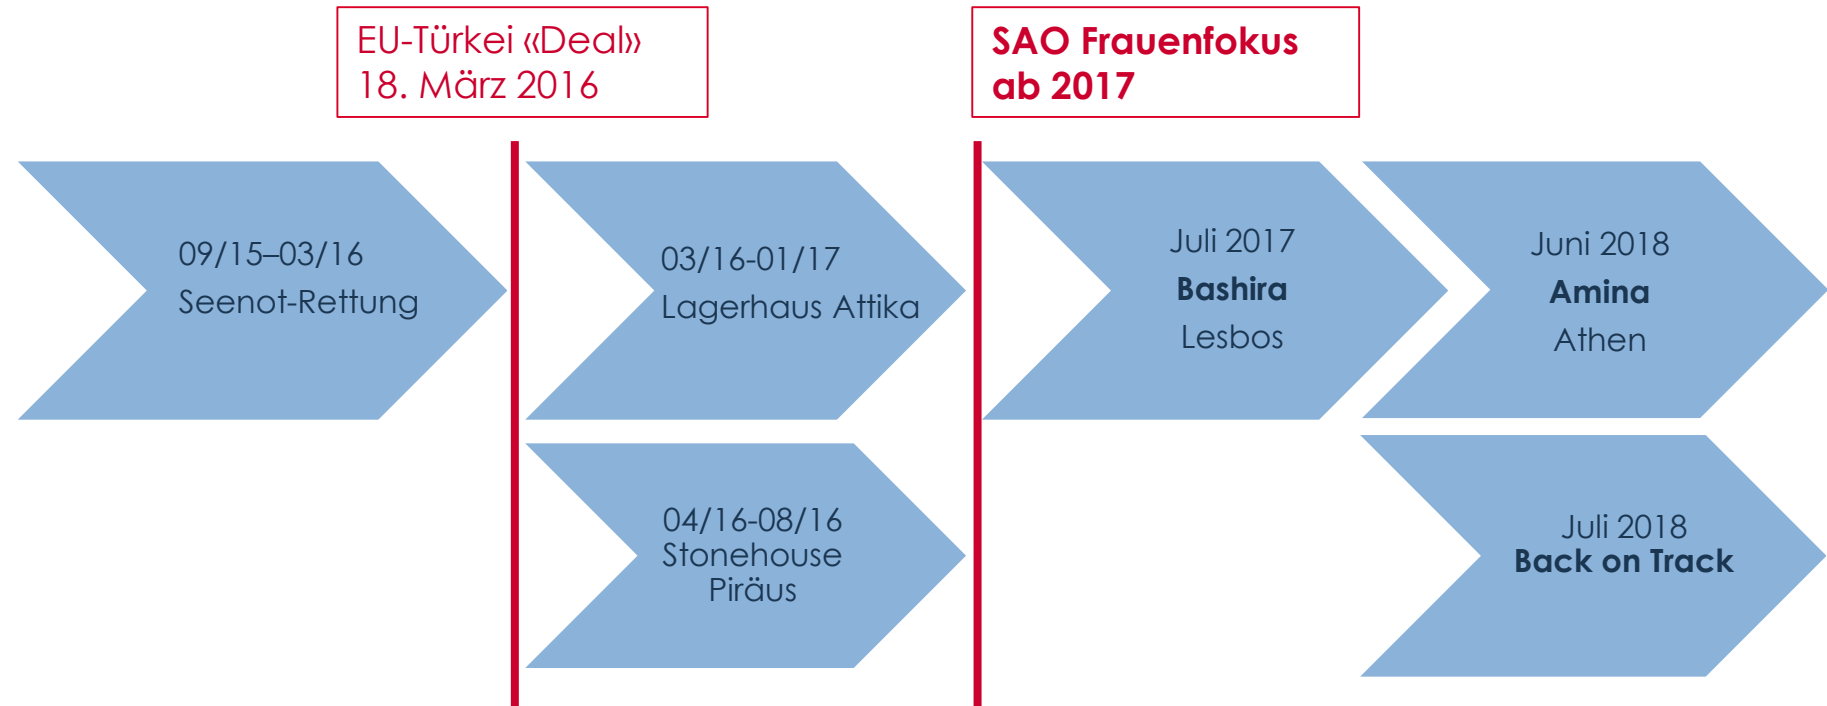 EU-Türkei «Deal»
18. März 2016
SAO Frauenfokus
ab 2017
09/15–03/16
Seenot-Rettung
03/16-01/17
Lagerhaus Attika
04/16-08/16
Stonehouse
Piräus
Juli 2017
Bashira
Lesbos
Juni 2018
Amina
Athen
Juli 2018
Back on Track